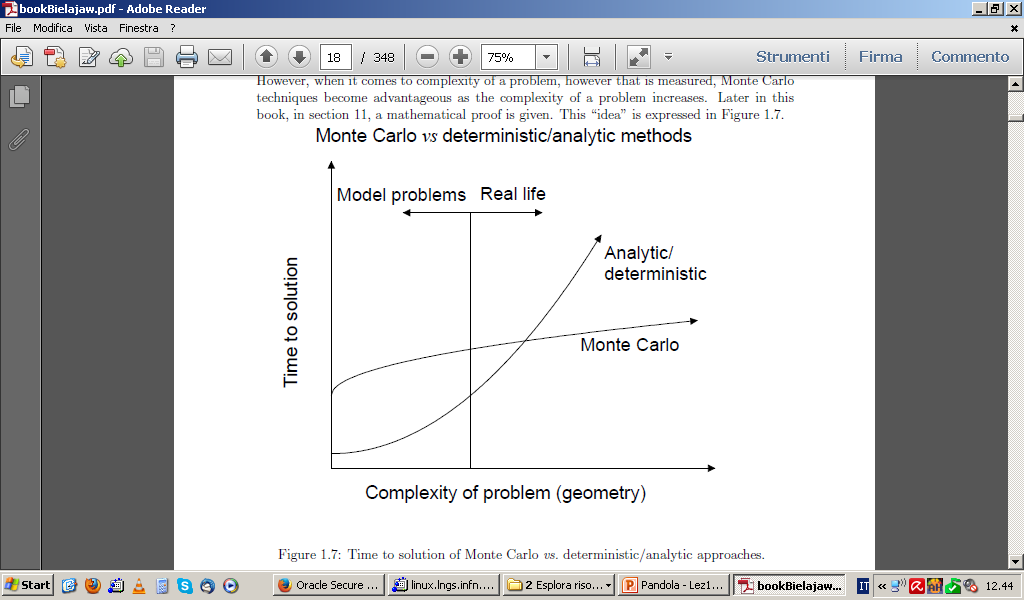 bookBielajaw.pdf - Adobe Reader
File Modifica Vista Finestra ?
18 / 348 75% Strumenti Firma Commento
However, when it comes to complexity of a problem, however that is measured, Monte Carlo
techniques become advantageous as the complexity of a problem increases. Later in this
book, in section 11, a mathematical proof is given. This “idea” is expressed in Figure 1.7.
Monte Carlo vs deterministic/analytic methods
Model problems Real life
Analytic/
deterministic
Time to solution
Monte Carlo
Complexity of problem (geometry)
Figure 1.7: Time to solution of Monte Carlo vs. deterministic/analytic approaches.
Start Oracle Secure ... linux.lngs.infn.... 2 Esplora riso... Pandola - Lez1... bookBielajaw... IT « 12.44